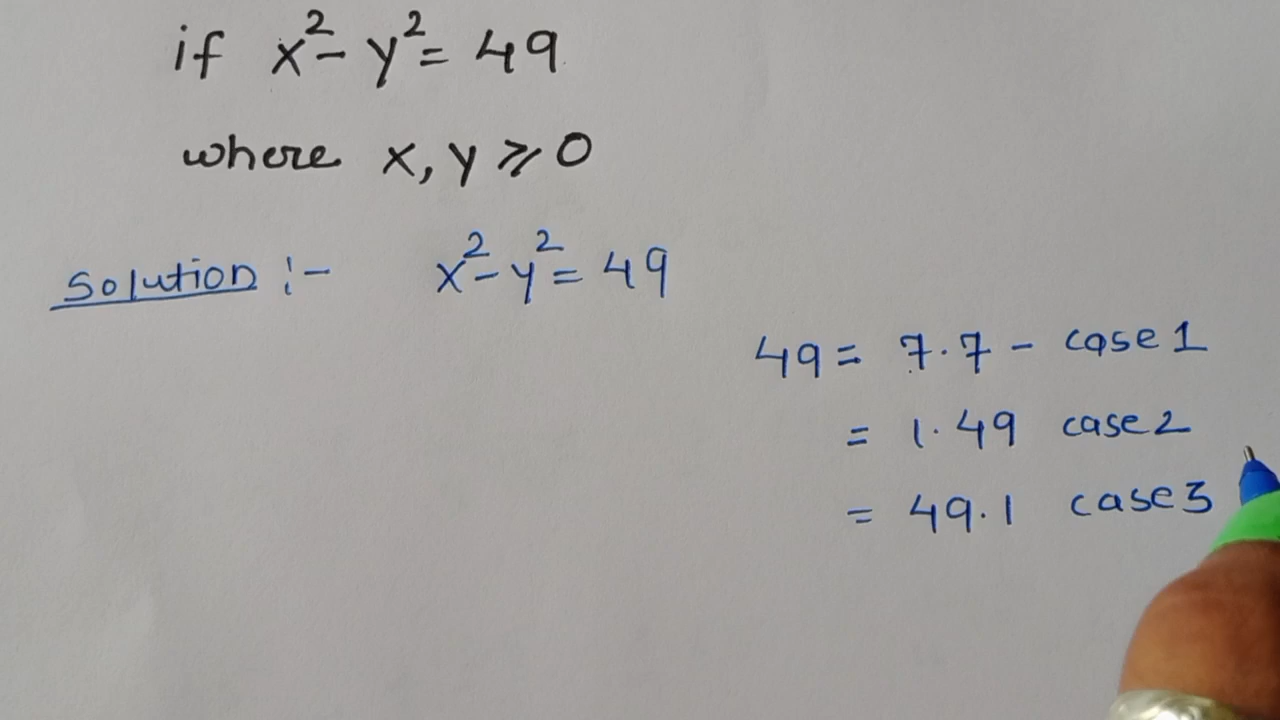 if x² - y² = 49
where x, y ⩾ 0
Solution :- x² - y² = 49
49 = 7.7 - case 1
= 1.49 case 2
= 49.1 case 3